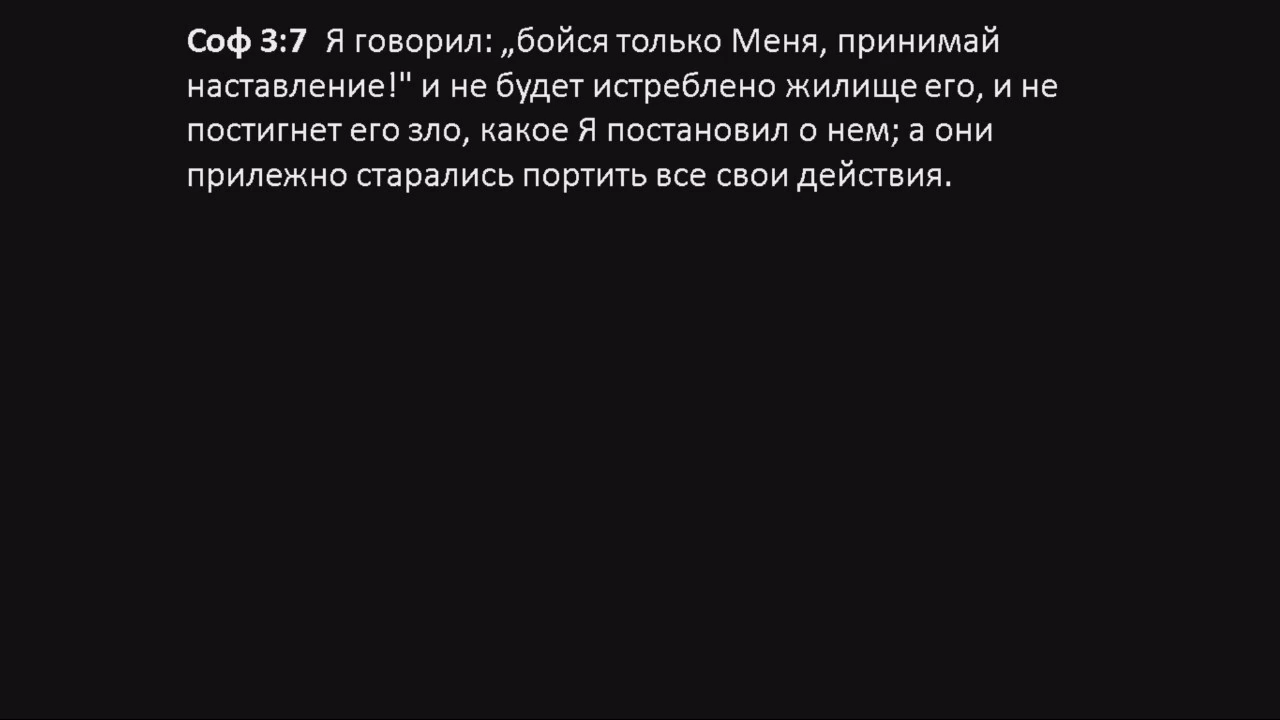 Соф 3:7 Я говорил: „бойся только Меня, принимай
наставление!" и не будет истреблено жилище его, и не
постигнет его зло, какое Я постановил о нем; а они
прилежно старались портить все свои действия.